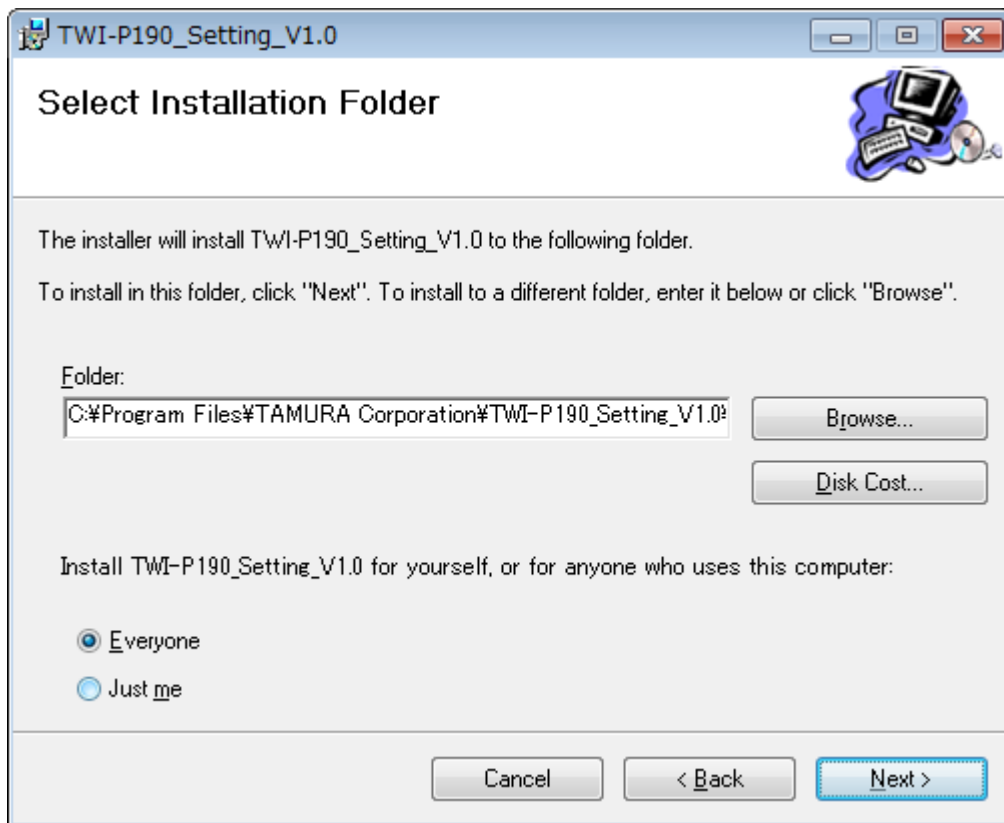 TWI-P190_Setting_V1.0
Select Installation Folder
The installer will install TWI-P190_Setting_V1.0 to the following folder.
To install in this folder, click "Next". To install to a different folder, enter it below or click "Browse".
Folder:
C:¥Program Files¥TAMURA Corporation¥TWI-P190_Setting_V1.0¥
Browse...
Disk Cost...
Install TWI-P190_Setting_V1.0 for yourself, or for anyone who uses this computer:
Everyone
Just me
Cancel
< Back
Next >